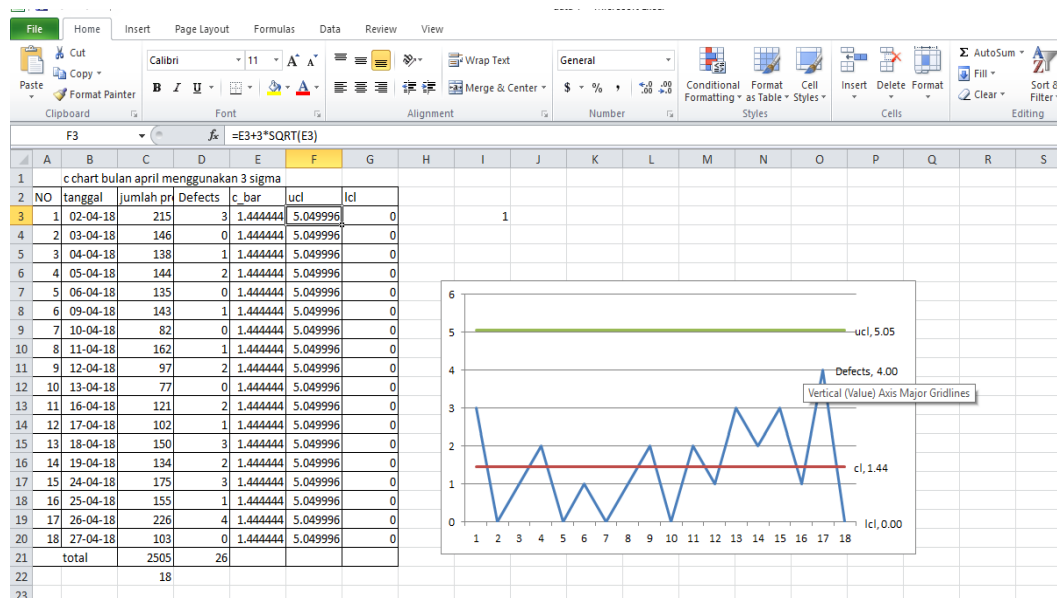 File Home Insert Page Layout Formulas Data Review View
Cut
Copy
Format Painter
Paste
Calibri 11
B I U
Wrap Text
Merge & Center
General
$ % ,
Conditional Formatting
Format as Table
Cell Styles
Insert Delete Format
AutoSum
Fill
Clear
Sort &
Filter
Clipboard Font Alignment Number Styles Cells Editing
F3 fx =E3+3*SQRT(E3)
A B C D E F G H I J K L M N O P Q R S
1 c chart bulan april menggunakan 3 sigma
2 NO tanggal jumlah pr Defects c_bar ucl lcl
3 1 02-04-18 215 3 1.444444 5.049996 0 1
4 2 03-04-18 146 0 1.444444 5.049996 0
5 3 04-04-18 138 1 1.444444 5.049996 0
6 4 05-04-18 144 2 1.444444 5.049996 0
7 5 06-04-18 135 0 1.444444 5.049996 0
8 6 09-04-18 143 1 1.444444 5.049996 0
9 7 10-04-18 82 0 1.444444 5.049996 0
10 8 11-04-18 162 1 1.444444 5.049996 0
11 9 12-04-18 97 2 1.444444 5.049996 0
12 10 13-04-18 77 0 1.444444 5.049996 0
13 11 16-04-18 121 2 1.444444 5.049996 0
14 12 17-04-18 102 1 1.444444 5.049996 0
15 13 18-04-18 150 3 1.444444 5.049996 0
16 14 19-04-18 134 2 1.444444 5.049996 0
17 15 24-04-18 175 3 1.444444 5.049996 0
18 16 25-04-18 155 1 1.444444 5.049996 0
19 17 26-04-18 226 4 1.444444 5.049996 0
20 18 27-04-18 103 0 1.444444 5.049996 0
21 total 2505 26
22 18
23
6
5
4
3
2
1
0
ucl, 5.05
Defects, 4.00
Vertical (Value) Axis Major Gridlines
cl, 1.44
lcl, 0.00
1 2 3 4 5 6 7 8 9 10 11 12 13 14 15 16 17 18